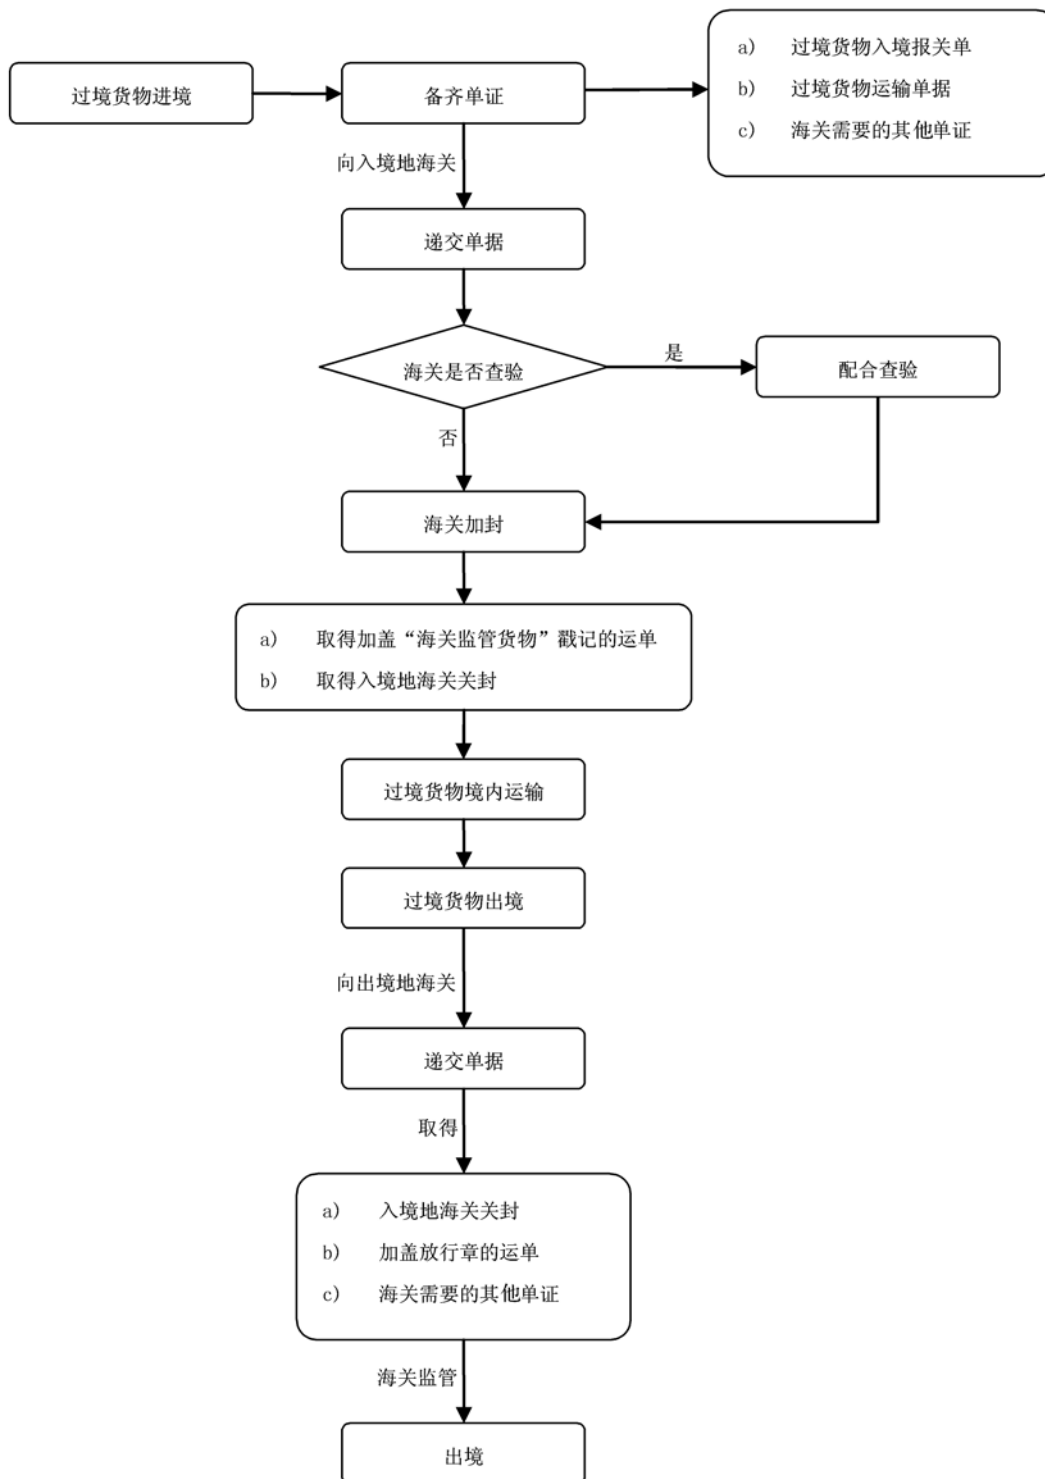 过境货物进境
备齐单证
a) 过境货物入境报关单
b) 过境货物运输单据
c) 海关需要的其他单证
向入境地海关
递交单据
海关是否查验
是
配合查验
否
海关加封
a) 取得加盖“海关监管货物”戳记的运单
b) 取得入境地海关关封
过境货物境内运输
过境货物出境
向出境地海关
递交单据
取得
a) 入境地海关关封
b) 加盖放行章的运单
c) 海关需要的其他单证
海关监管
出境